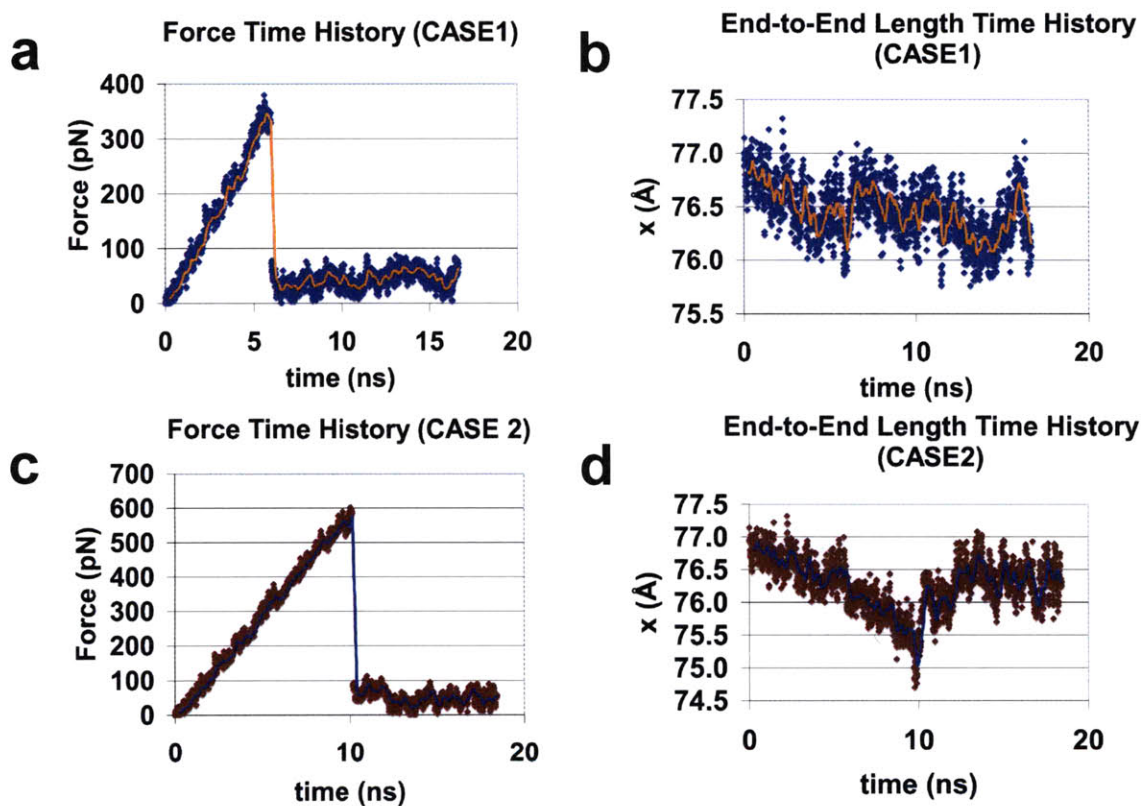 a
Force Time History (CASE1)
400
300
200
100
0
Force (pN)
0 5 10 15 20
time (ns)
b
End-to-End Length Time History
(CASE1)
77.5
77.0
76.5
76.0
75.5
x (Å)
0 10 20
time (ns)
c
Force Time History (CASE 2)
700
600
500
400
300
200
100
0
Force (pN)
0 10 20
time (ns)
d
End-to-End Length Time History
(CASE2)
77.5
77.0
76.5
76.0
75.5
75.0
74.5
x (Å)
0 10 20
time (ns)